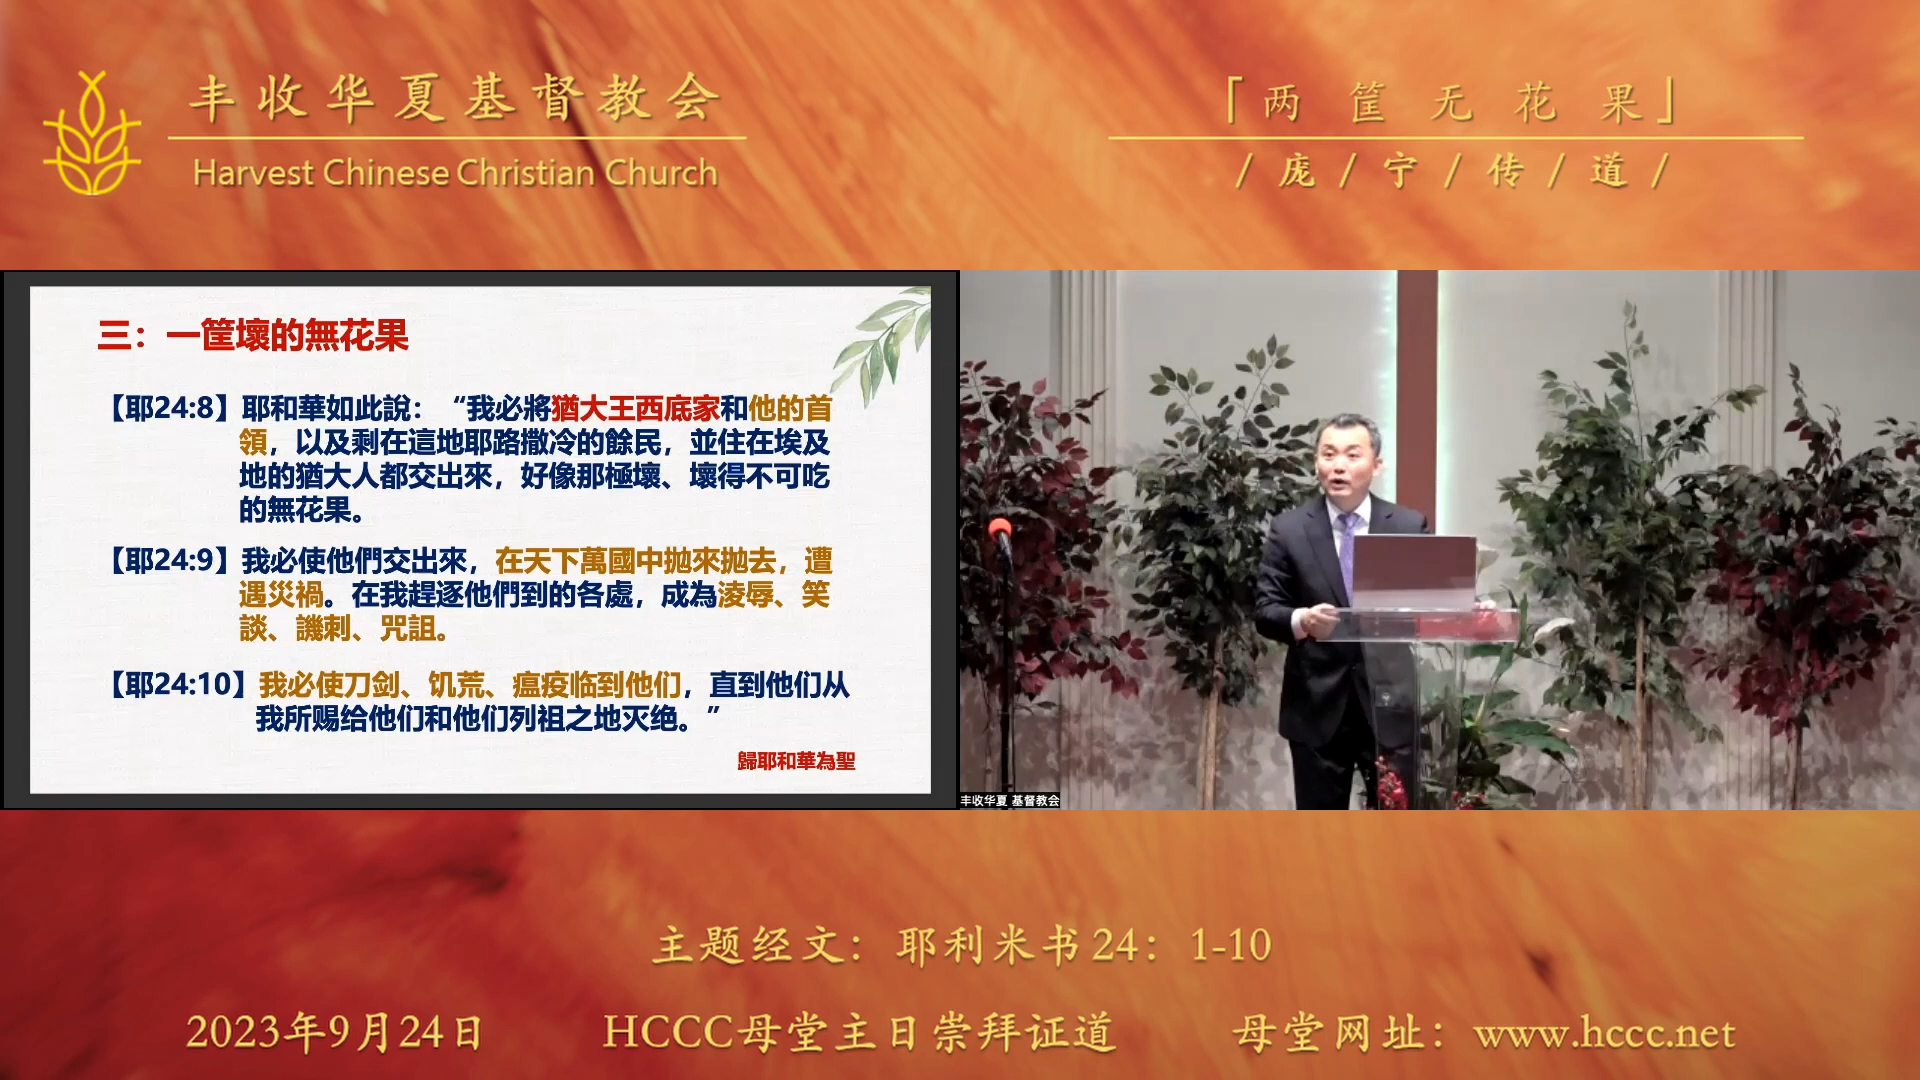 丰收华夏基督教会
Harvest Chinese Christian Church
「两筐无花果」
/ 庞 / 宁 / 传 / 道 /
三：一筐壞的無花果
【耶24:8】耶和華如此說：“我必將猶大王西底家和他的首
領，以及剩在這地耶路撒冷的餘民，並住在埃及
地的猶大人都交出來，好像那極壞、壞得不可吃
的無花果。
【耶24:9】我必使他們交出來，在天下萬國中抛來抛去，遭
遇災禍。在我趕逐他們到的各處，成為淩辱、笑
談、譏刺、咒詛。
【耶24:10】我必使刀剑、饥荒、瘟疫临到他们，直到他们从
我所赐给他们和他们列祖之地灭绝。”
歸耶和華為聖
丰收华夏 基督教会
主题经文：耶利米书 24：1-10
2023年9月24日
HCCC母堂主日崇拜证道
母堂网址：www.hccc.net